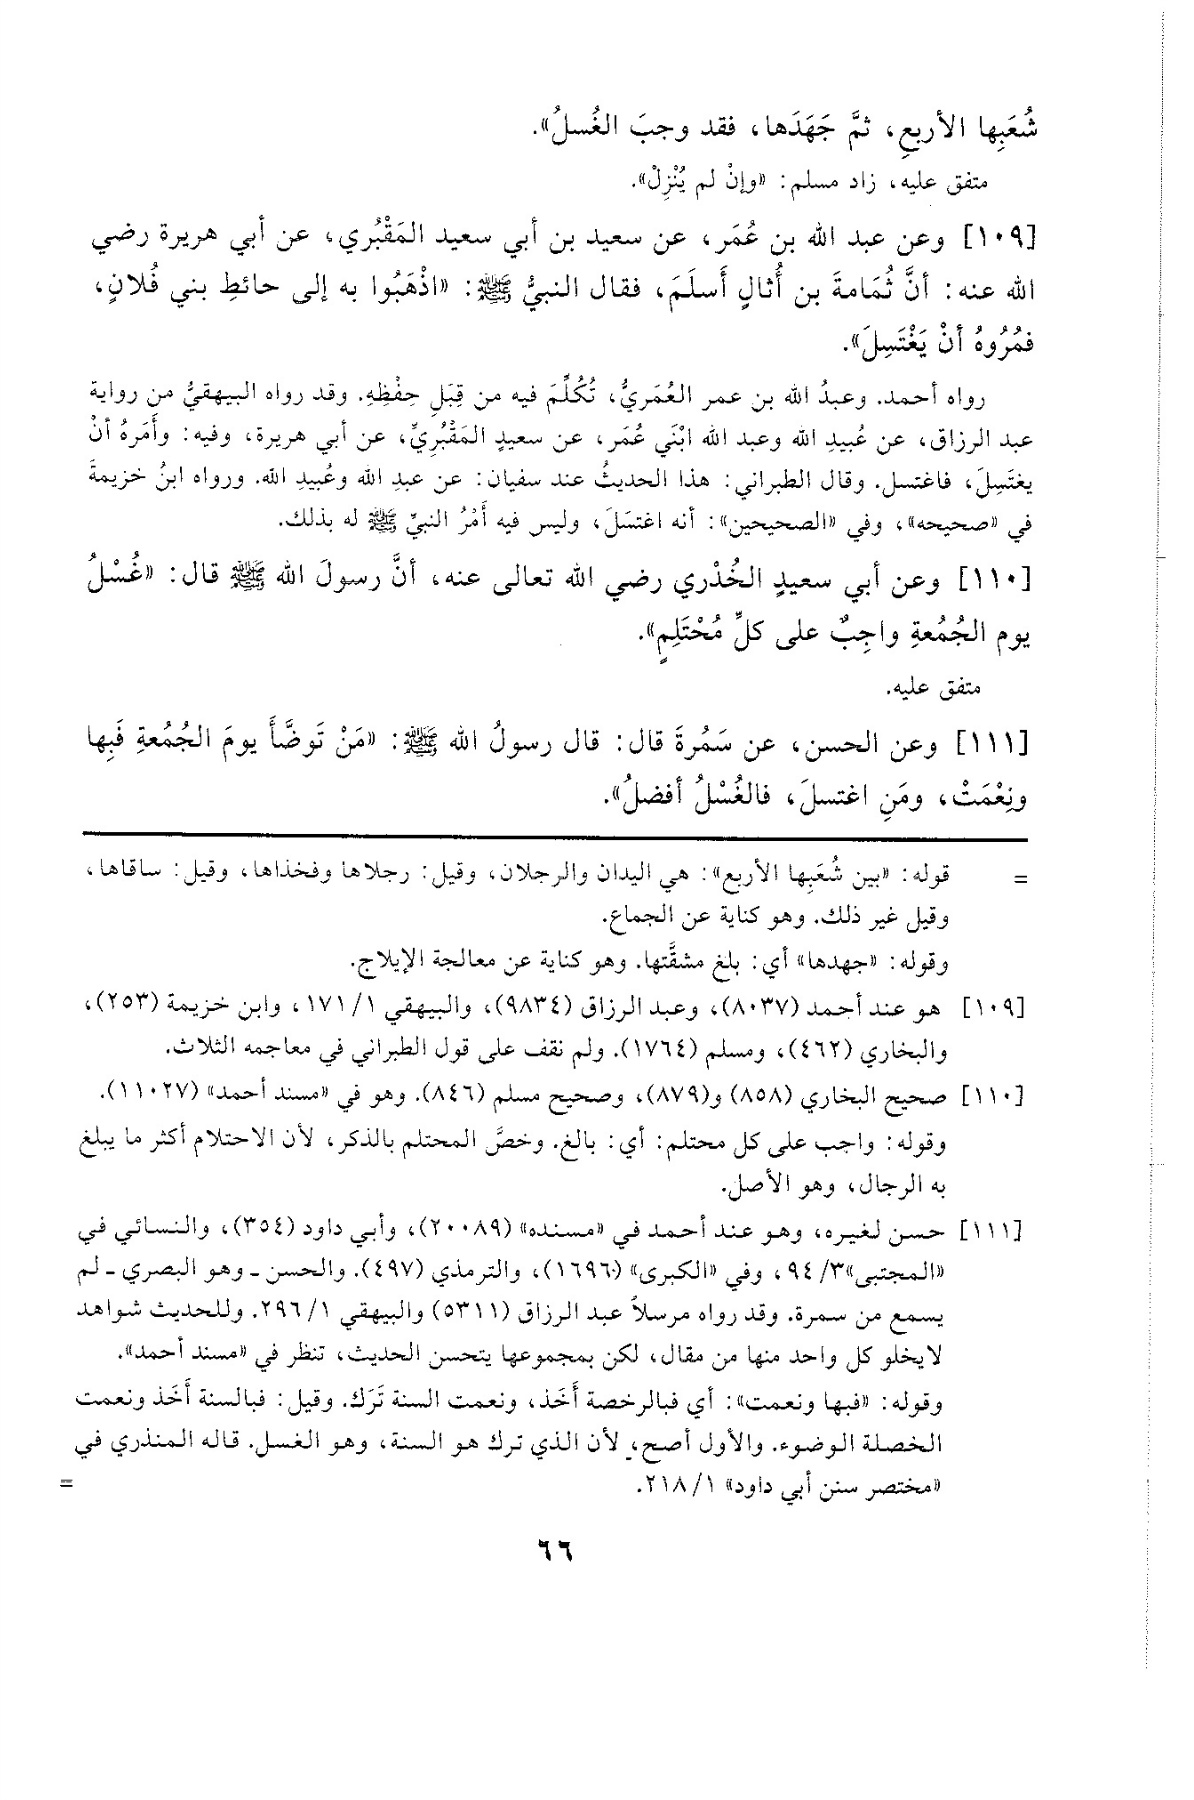 شُعَبِها الأربعِ، ثمَّ جَهَدَها، فقد وجبَ الغُسلُ».
متفق عليه، زاد مسلم: «وإنْ لم يُنْزِلْ».
[١٠٩] وعن عبد الله بن عُمَر، عن سعيد بن أبي سعيد المَقْبُري، عن أبي هريرة رضي
الله عنه: أنَّ ثُمَامةَ بن أُثالٍ أَسلَمَ، فقال النبيُّ ﷺ: «اذْهَبُوا به إلى حائطِ بني فُلانٍ،
فمُرُوهُ أنْ يَغْتَسِلَ».
رواه أحمد. وعبدُ الله بن عمر العُمَريُّ، تُكُلِّمَ فيه من قِبَلِ حِفْظِهِ. وقد رواه البيهقيُّ من رواية
عبد الرزاق، عن عُبيدِ الله وعبد الله ابْنَي عُمَر، عن سعيدٍ المَقْبُرِيِّ، عن أبي هريرة، وفيه: وأَمَرهُ أنْ
يغتَسِلَ، فاغتسل. وقال الطبراني: هذا الحديثُ عند سفيان: عن عبدِ الله وعُبيدِ الله. ورواه ابنُ خزيمةَ
في «صحيحه»، وفي «الصحيحين»: أنه اغتسَلَ، وليس فيه أَمْرُ النبيِّ ﷺ له بذلك.
[١١٠] وعن أبي سعيدٍ الخُدْري رضي الله تعالى عنه، أنَّ رسولَ الله ﷺ قال: «غُسْلُ
يوم الجُمُعةِ واجِبٌ على كلِّ مُحْتَلِمٍ».
متفق عليه.
[١١١] وعن الحسن، عن سَمُرةَ قال: قال رسولُ الله ﷺ: «مَنْ تَوضَّأَ يومَ الجُمُعةِ فَبِها
ونِعْمَتْ، ومَنِ اغتسلَ، فالغُسْلُ أفضلُ».
= قوله: «بين شُعَبِها الأربع»: هي اليدان والرجلان، وقيل: رجلاها وفخذاها، وقيل: ساقاها،
وقيل غير ذلك. وهو كناية عن الجماع.
وقوله: «جهدها» أي: بلغ مشقَّتها. وهو كناية عن معالجة الإيلاج.
[١٠٩] هو عند أحمد (٨٠٣٧)، وعبد الرزاق (٩٨٣٤)، والبيهقي ١٧١/١، وابن خزيمة (٢٥٣)،
والبخاري (٤٦٢)، ومسلم (١٧٦٤). ولم نقف على قول الطبراني في معاجمه الثلاث.
[١١٠] صحيح البخاري (٨٥٨) و(٨٧٩)، وصحيح مسلم (٨٤٦). وهو في «مسند أحمد» (١١٠٢٧).
وقوله: واجب على كل محتلم: أي: بالغ. وخصَّ المحتلم بالذكر، لأن الاحتلام أكثر ما يبلغ
به الرجال، وهو الأصل.
[١١١] حسن لغيره، وهو عند أحمد في «مسنده» (٢٠٠٨٩)، وأبي داود (٣٥٤)، والنسائي في
«المجتبى» ٩٤/٣، وفي «الكبرى» (١٦٩٦)، والترمذي (٤٩٧). والحسن ـ وهو البصري ـ لم
يسمع من سمرة. وقد رواه مرسلاً عبد الرزاق (٥٣١١) والبيهقي ٢٩٦/١. وللحديث شواهد
لا يخلو كل واحد منها من مقال، لكن بمجموعها يتحسن الحديث، تنظر في «مسند أحمد».
وقوله: «فبها ونعمت»: أي فبالرخصة أَخَذ، ونعمت السنة تَرَك. وقيل: فبالسنة أَخَذ ونعمت
الخصلة الوضوء. والأول أصح، لأن الذي ترك هو السنة، وهو الغسل. قاله المنذري في
«مختصر سنن أبي داود» ٢١٨/١. =
٦٦